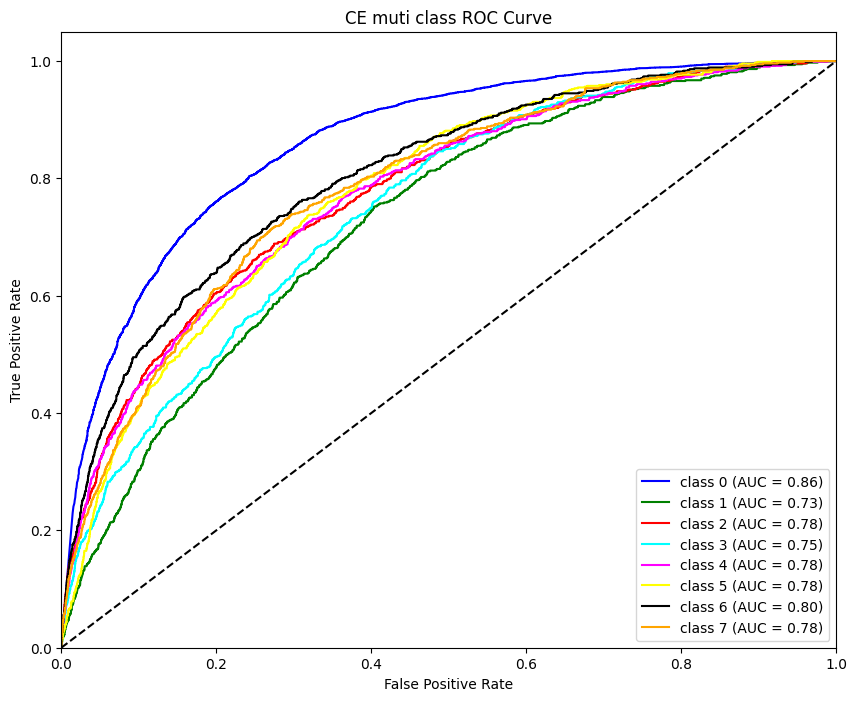 CE muti class ROC Curve
True Positive Rate
1.0
0.8
0.6
0.4
0.2
0.0
0.0 0.2 0.4 0.6 0.8 1.0
False Positive Rate
class 0 (AUC = 0.86)
class 1 (AUC = 0.73)
class 2 (AUC = 0.78)
class 3 (AUC = 0.75)
class 4 (AUC = 0.78)
class 5 (AUC = 0.78)
class 6 (AUC = 0.80)
class 7 (AUC = 0.78)